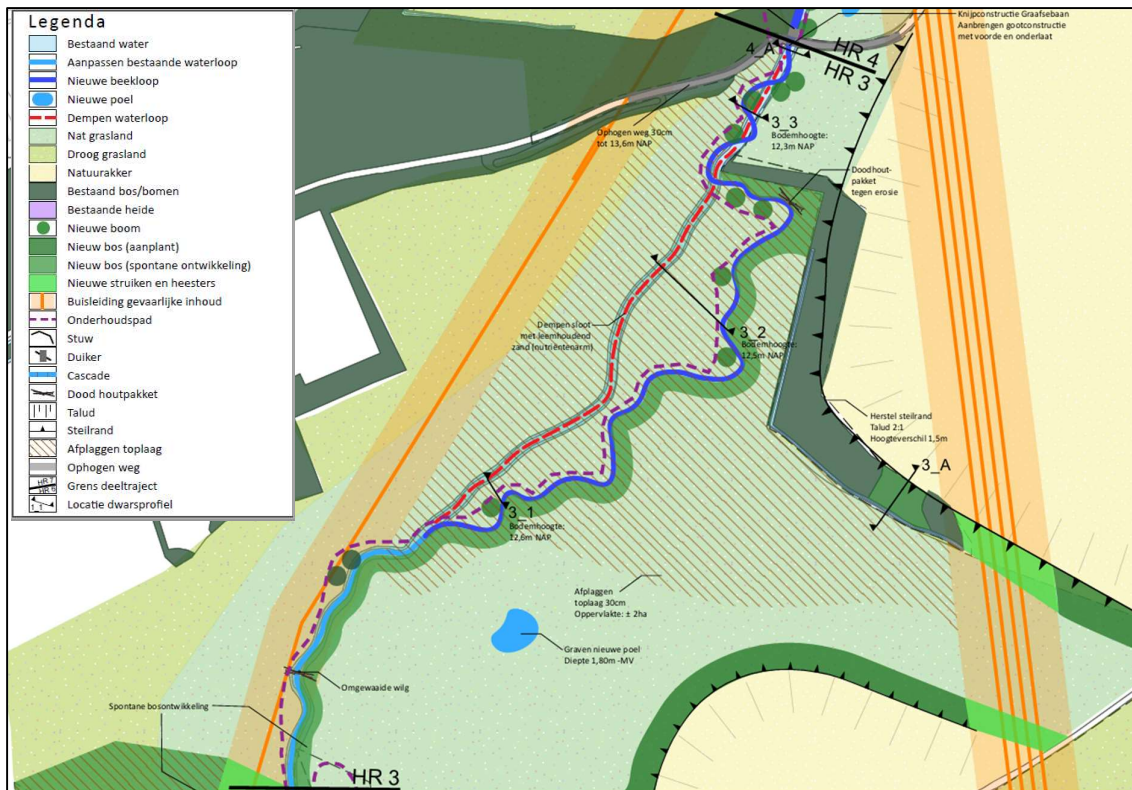 Legenda
Bestaand water
Aanpassen bestaande waterloop
Nieuwe beekloop
Nieuwe poel
Dempen waterloop
Nat grasland
Droog grasland
Natuurakker
Bestaand bos/bomen
Bestaande heide
Nieuwe boom
Nieuw bos (aanplant)
Nieuw bos (spontane ontwikkeling)
Nieuwe struiken en heesters
Buisleiding gevaarlijke inhoud
Onderhoudspad
Stuw
Duiker
Cascade
Dood houtpakket
Talud
Steilrand
Afplaggen toplaag
Ophogen weg
HR 7
HR 6
Grens deeltraject
Locatie dwarsprofiel
Knijpconstructie Graafsebaan
Aanbrengen gootconstructie
met voorde en onderlaat
4_A
HR 4
HR 3
Ophogen weg 30cm
tot 13,6m NAP
3_3
Bodemhoogte:
12,3m NAP
Doodhout-
pakket
tegen erosie
Dempen sloot
met leemhoudend
zand (nutriëntenarm)
3_2
Bodemhoogte:
12,5m NAP
Herstel steilrand
Talud 2:1
Hoogteverschil 1,5m
3_A
3_1
Bodemhoogte:
12,6m NAP
Afplaggen
toplaag 30cm
Oppervlakte: ± 2ha
Graven nieuwe poel
Diepte 1,80m -MV
Omgewaaide wilg
Spontane bosontwikkeling
HR 3